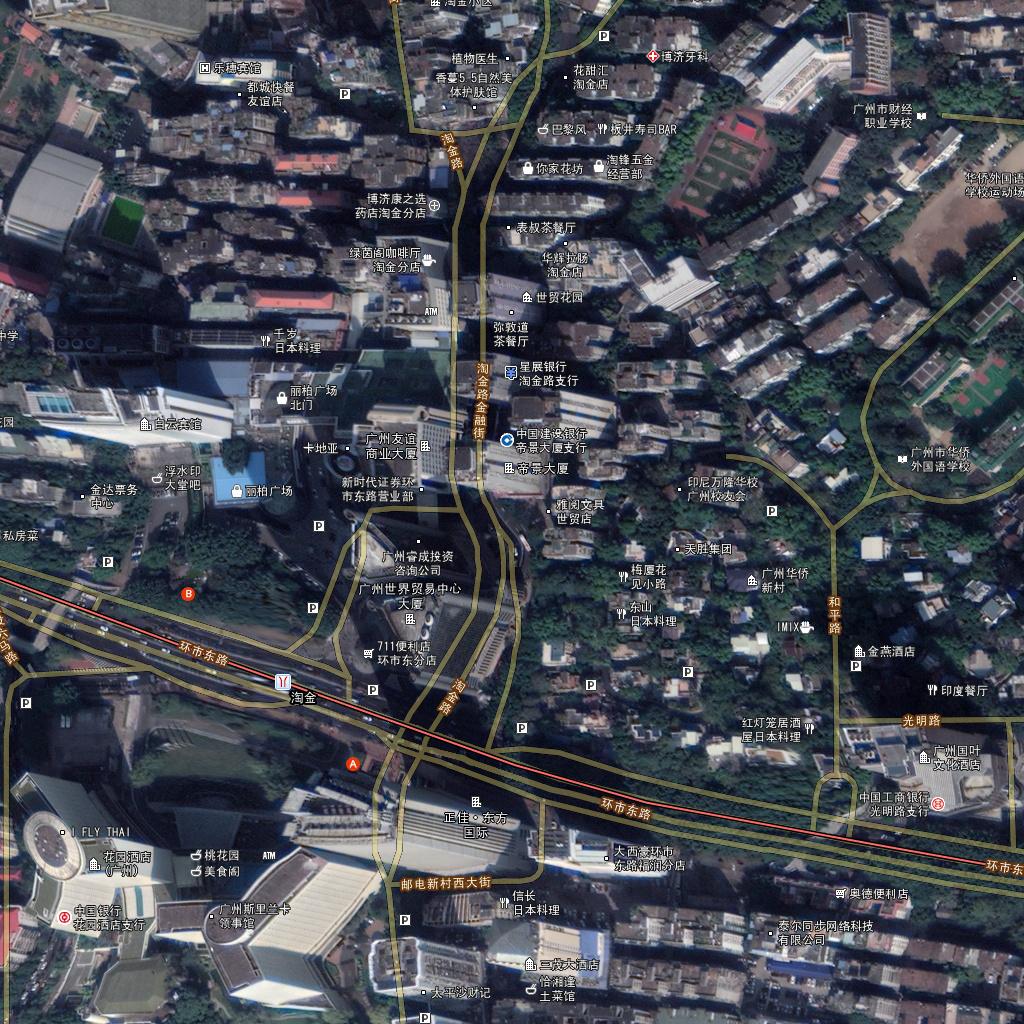 淘金小区
植物医生
博济牙科
乐穗宾馆
都城快餐
友谊店
香蔓5.5自然美
体护肤馆
花甜汇
淘金店
广州市财经
职业学校
淘金路
巴黎风
板井寿司BAR
你家花坊
淘锋五金
经营部
华侨外国语
学校运动场
博济康之选
药店淘金分店
表叔茶餐厅
绿茵阁咖啡厅
淘金分店
华辉拉肠
淘金店
世贸花园
ATM
弥敦道
茶餐厅
中学
千岁
日本料理
星展银行
淘金路支行
淘金路金融街
丽柏广场
北门
白云宾馆
花园
卡地亚
广州友谊
商业大厦
中国建设银行
帝景大厦支行
帝景大厦
广州市华侨
外国语学校
浮水印
大堂吧
金达票务
中心
丽柏广场
新时代证券环
市东路营业部
印尼万隆华校
广州校友会
雅阅文具
世贸店
私房菜
广州睿成投资
咨询公司
天胜集团
梅厦花
见小路
广州华侨
新村
广州世界贸易中心
大厦
B
东山
日本料理
和平路
IMIX
711便利店
环市东分店
金燕酒店
环市东路
淘金
淘金路
印度餐厅
光明路
红灯笼居酒
屋日本料理
广州国叶
文化酒店
A
中国工商银行
光明路支行
正佳·东方
国际
环市东路
I FLY THAI
花园酒店
(广州)
桃花园
ATM
美食阁
大西豪环市
东路福润分店
环市东
邮电新村西大街
奥德便利店
中国银行
花园酒店支行
广州斯里兰卡
领事馆
信长
日本料理
泰尔同步网络科技
有限公司
三茂大酒店
恰湘逢
土菜馆
太平沙财记